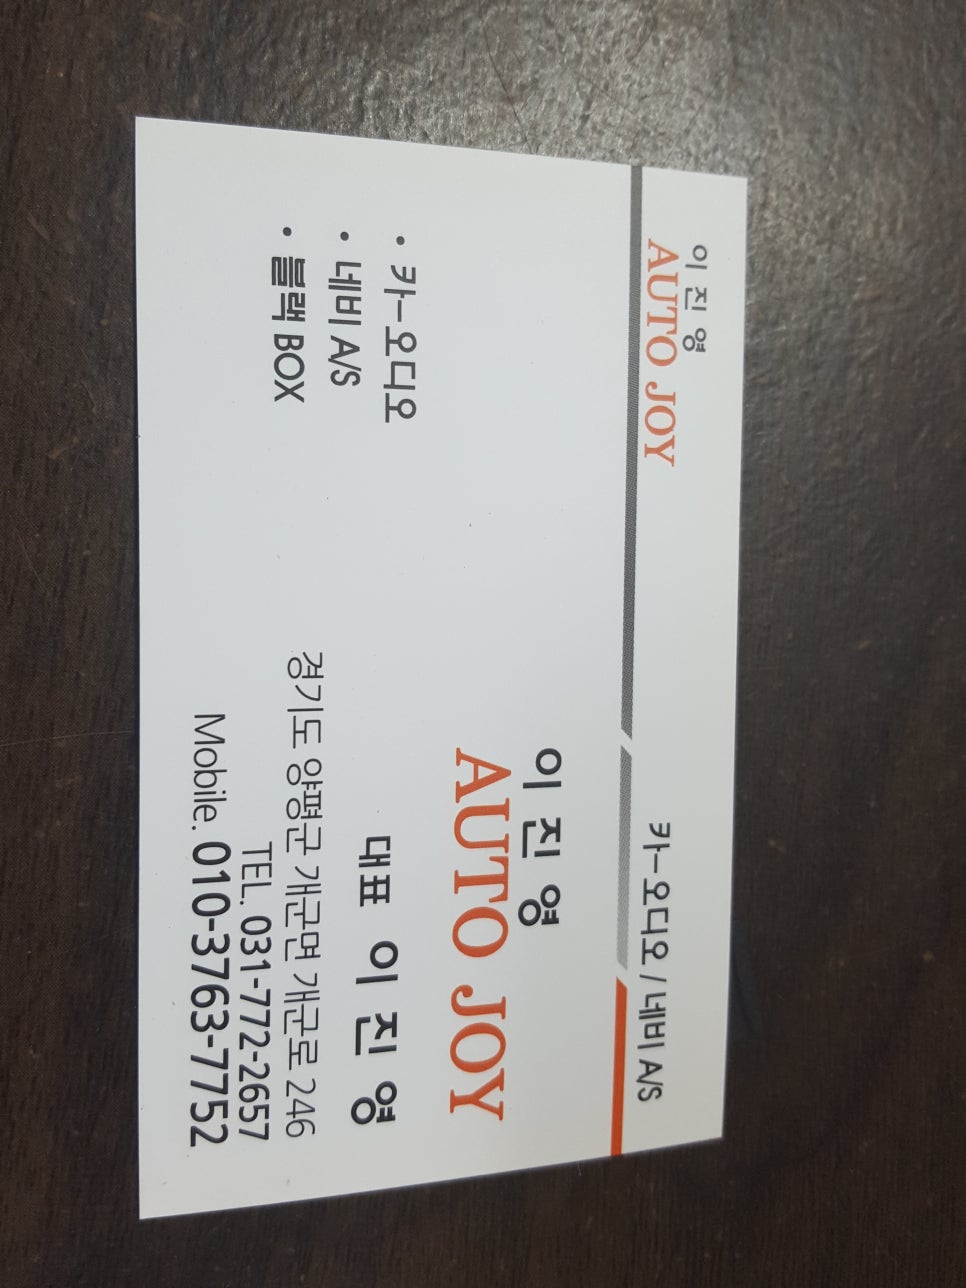 이 진 영
AUTO JOY
카-오디오 / 네비 A/S
이 진 영
AUTO JOY
• 카-오디오
• 네비 A/S
• 블랙 BOX
대표 이 진 영
경기도 양평군 개군면 개군로 246
TEL. 031-772-2657
Mobile. 010-3763-7752